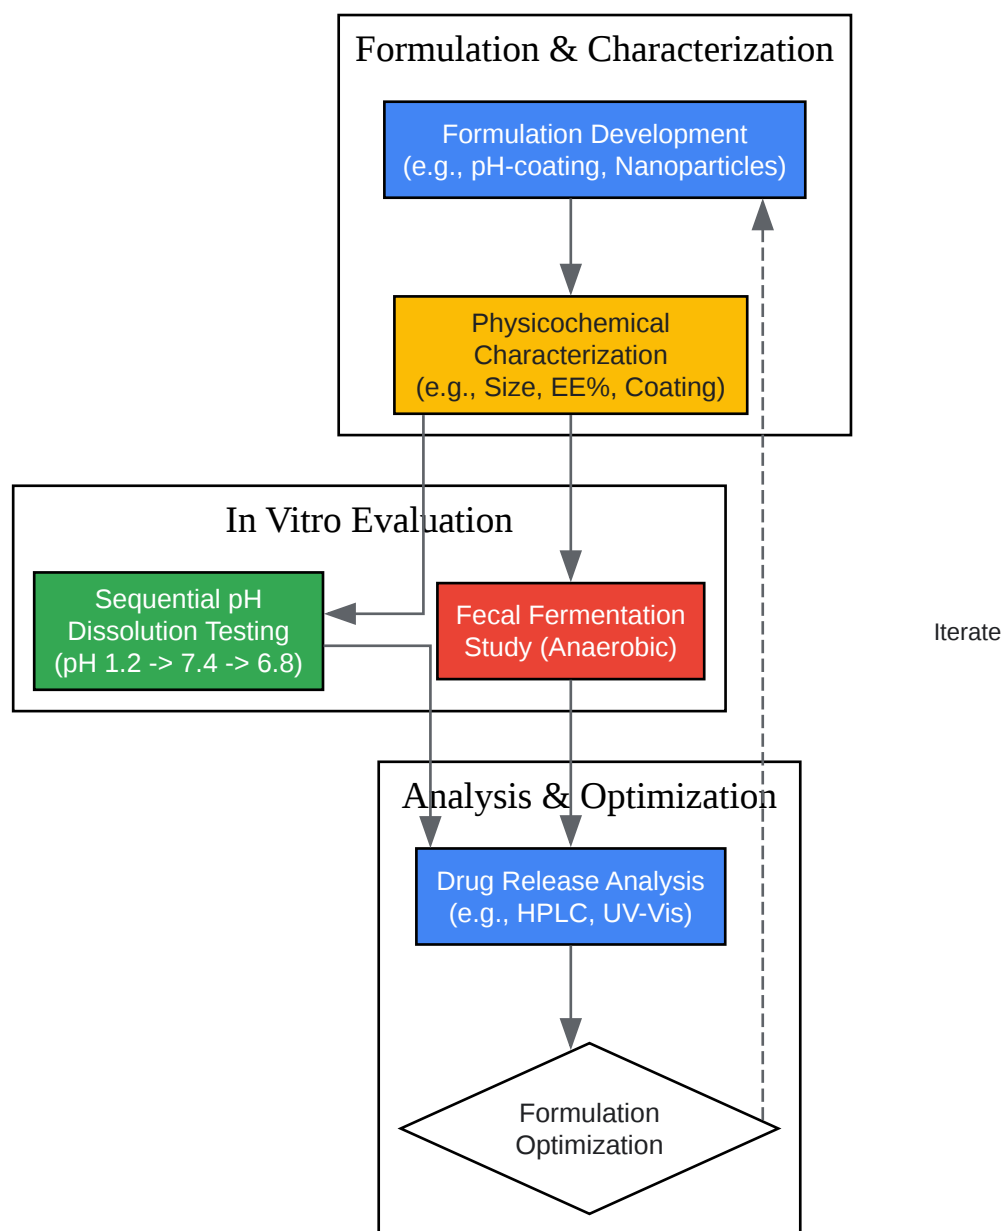 Formulation & Characterization
Formulation Development
(e.g., pH-coating, Nanoparticles)
Physicochemical
Characterization
(e.g., Size, EE%, Coating)
In Vitro Evaluation
Sequential pH
Dissolution Testing
(pH 1.2 -> 7.4 -> 6.8)
Fecal Fermentation
Study (Anaerobic)
Iterate
Analysis & Optimization
Drug Release Analysis
(e.g., HPLC, UV-Vis)
Formulation
Optimization